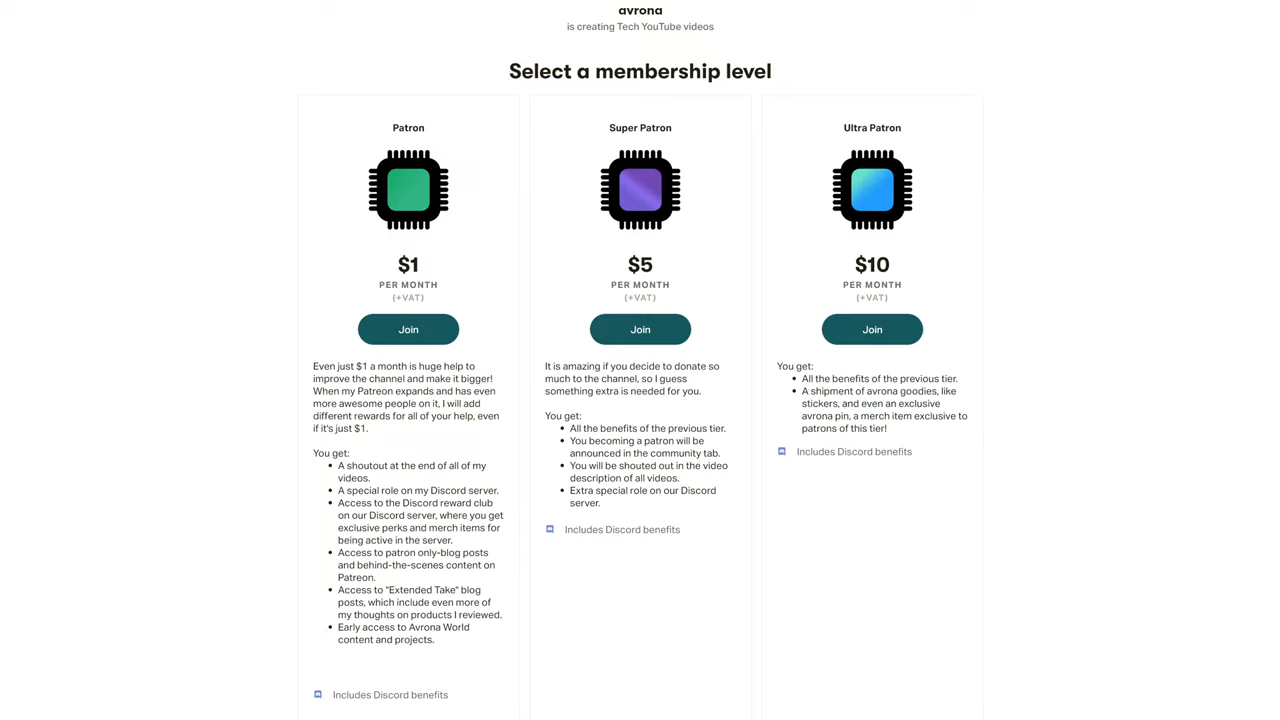 avrona
is creating Tech YouTube videos
Select a membership level
Patron
$1
PER MONTH
(+VAT)
Join
Even just $1 a month is huge help to
improve the channel and make it bigger!
When my Patreon expands and has even
more awesome people on it, I will add
different rewards for all of your help, even
if it's just $1.
You get:
• A shoutout at the end of all of my
videos.
• A special role on my Discord server.
• Access to the Discord reward club
on our Discord server, where you get
exclusive perks and merch items for
being active in the server.
• Access to patron only-blog posts
and behind-the-scenes content on
Patreon.
• Access to "Extended Take" blog
posts, which include even more of
my thoughts on products I reviewed.
• Early access to Avrona World
content and projects.
Includes Discord benefits
Super Patron
$5
PER MONTH
(+VAT)
Join
It is amazing if you decide to donate so
much to the channel, so I guess
something extra is needed for you.
You get:
• All the benefits of the previous tier.
• You becoming a patron will be
announced in the community tab.
• You will be shouted out in the video
description of all videos.
• Extra special role on our Discord
server.
Includes Discord benefits
Ultra Patron
$10
PER MONTH
(+VAT)
Join
You get:
• All the benefits of the previous tier.
• A shipment of avrona goodies, like
stickers, and even an exclusive
avrona pin, a merch item exclusive to
patrons of this tier!
Includes Discord benefits